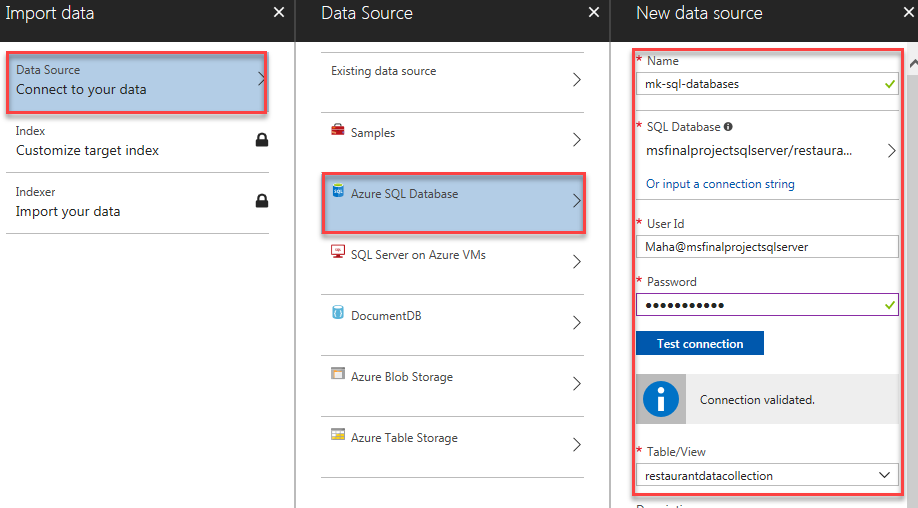 Import data
Data Source
Connect to your data
Index
Customize target index
Indexer
Import your data
Data Source
Existing data source
Samples
Azure SQL Database
SQL Server on Azure VMs
DocumentDB
Azure Blob Storage
Azure Table Storage
New data source
* Name
mk-sql-databases
* SQL Database
msfinalprojectsqlserver/restaura...
Or input a connection string
* User Id
Maha@msfinalprojectsqlserver
* Password
•••••••••••
Test connection
Connection validated.
* Table/View
restaurantdatacollection